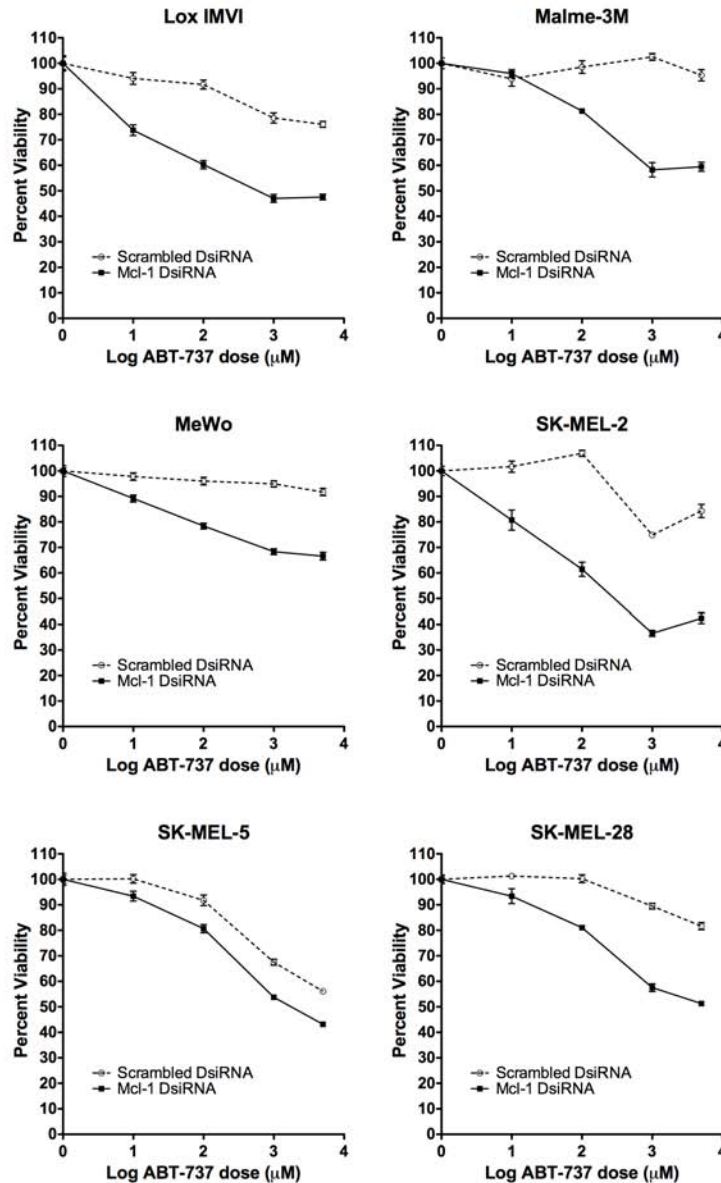 Lox IMVI
110
100
90
80
70
60
50
40
30
20
10
0
Percent Viability
Scrambled DsiRNA
Mcl-1 DsiRNA
0 1 2 3 4
Log ABT-737 dose (μM)
Malme-3M
110
100
90
80
70
60
50
40
30
20
10
0
Percent Viability
Scrambled DsiRNA
Mcl-1 DsiRNA
0 1 2 3 4
Log ABT-737 dose (μM)
MeWo
110
100
90
80
70
60
50
40
30
20
10
0
Percent Viability
Scrambled DsiRNA
Mcl-1 DsiRNA
0 1 2 3 4
Log ABT-737 dose (μM)
SK-MEL-2
110
100
90
80
70
60
50
40
30
20
10
0
Percent Viability
Scrambled DsiRNA
Mcl-1 DsiRNA
0 1 2 3 4
Log ABT-737 dose (μM)
SK-MEL-5
110
100
90
80
70
60
50
40
30
20
10
0
Percent Viability
Scrambled DsiRNA
Mcl-1 DsiRNA
0 1 2 3 4
Log ABT-737 dose (μM)
SK-MEL-28
110
100
90
80
70
60
50
40
30
20
10
0
Percent Viability
Scrambled DsiRNA
Mcl-1 DsiRNA
0 1 2 3 4
Log ABT-737 dose (μM)